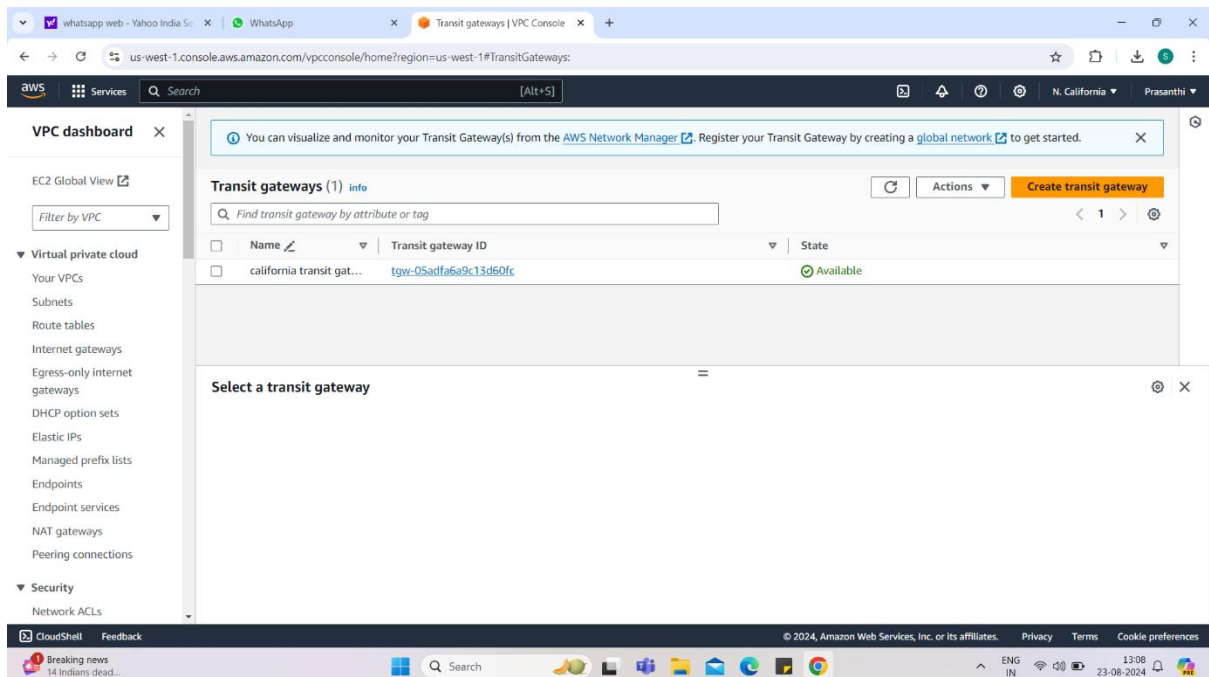 whatsapp web - Yahoo India Se
WhatsApp
Transit gateways | VPC Console
us-west-1.console.aws.amazon.com/vpcconsole/home?region=us-west-1#TransitGateways:
S
aws
Services
Search
[Alt+S]
N. California
Prasanthi
VPC dashboard
EC2 Global View
Filter by VPC
Virtual private cloud
Your VPCs
Subnets
Route tables
Internet gateways
Egress-only internet
gateways
DHCP option sets
Elastic IPs
Managed prefix lists
Endpoints
Endpoint services
NAT gateways
Peering connections
Security
Network ACLs
You can visualize and monitor your Transit Gateway(s) from the AWS Network Manager. Register your Transit Gateway by creating a global network to get started.
Transit gateways (1) info
Actions
Create transit gateway
Find transit gateway by attribute or tag
1
Name
Transit gateway ID
State
california transit gat...
tgw-05adfa6a9c13d60fc
Available
Select a transit gateway
CloudShell
Feedback
© 2024, Amazon Web Services, Inc. or its affiliates.
Privacy
Terms
Cookie preferences
1
Breaking news
14 Indians dead...
Search
ENG
IN
13:08
23-08-2024
PRE